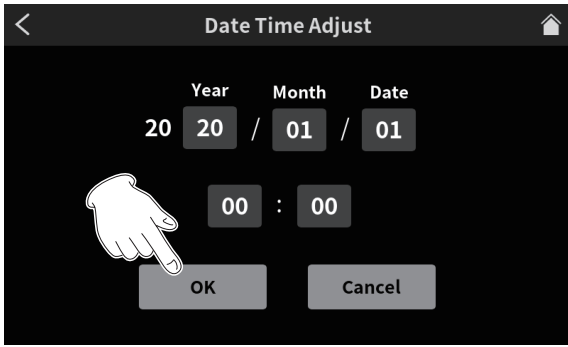 Date Time Adjust
Year Month Date
20 20 / 01 / 01
00 : 00
OK Cancel